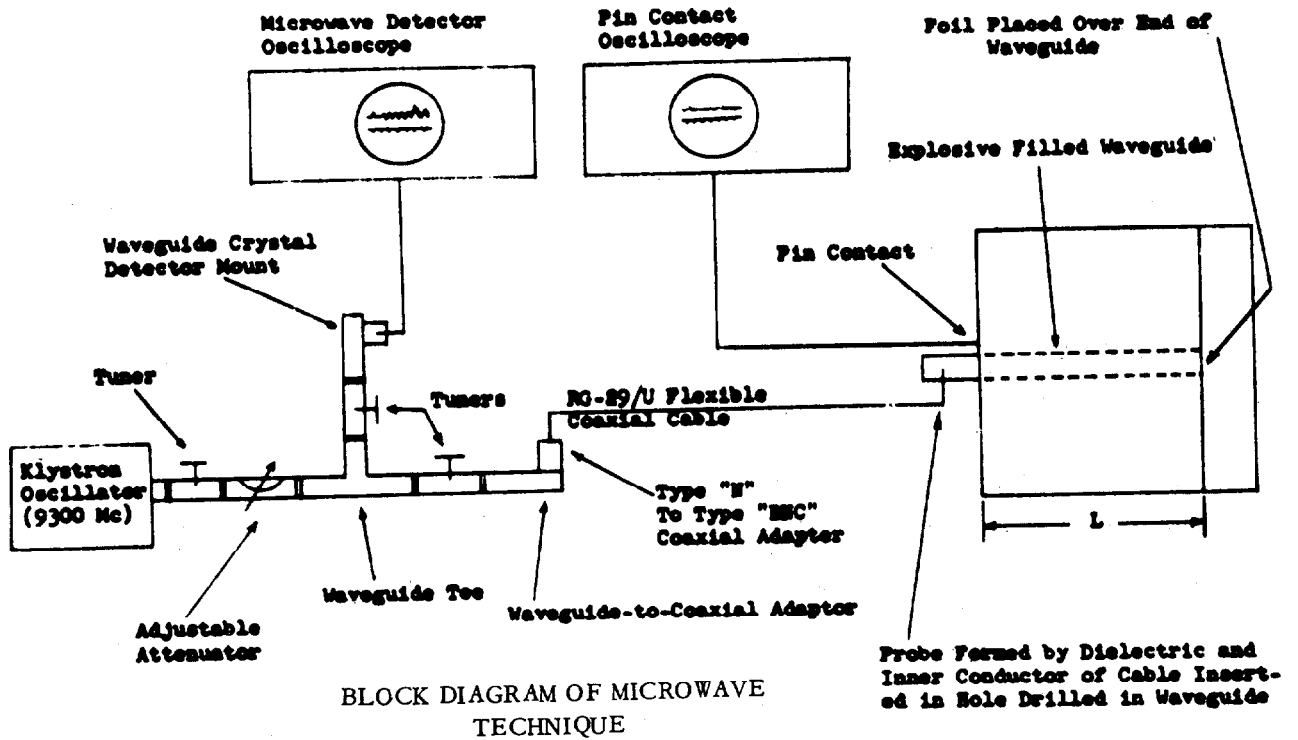 Microwave Detector
Oscilloscope
Pin Contact
Oscilloscope
Foil Placed Over End of
Waveguide
Explosive Filled Waveguide
Waveguide Crystal
Detector Mount
Pin Contact
Tuner
Tuners
RG-89/U Flexible
Coaxial Cable
Klystron
Oscillator
(9300 Mc)
Type "N"
To Type "BNC"
Coaxial Adapter
L
Waveguide Tee
Waveguide-to-Coaxial Adaptor
Adjustable
Attenuator
Probe Formed by Dielectric and
Inner Conductor of Cable Insert-
ed in Hole Drilled in Waveguide
BLOCK DIAGRAM OF MICROWAVE
TECHNIQUE